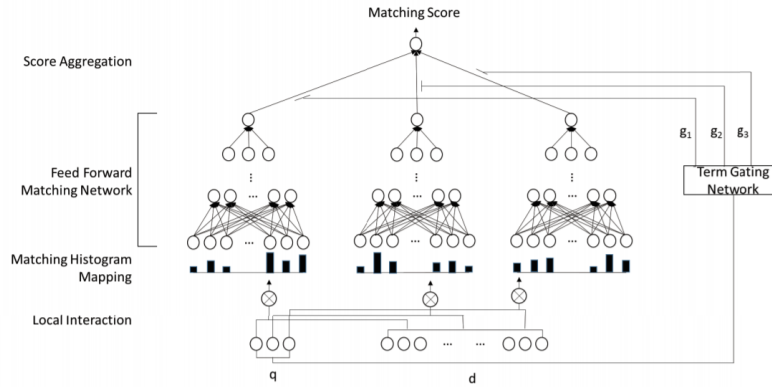 Matching Score
Score Aggregation
g1 g2 g3
Feed Forward
Matching Network
Term Gating
Network
...
... ... ...
... ... ...
Matching Histogram
Mapping
Local Interaction
... ...
q d